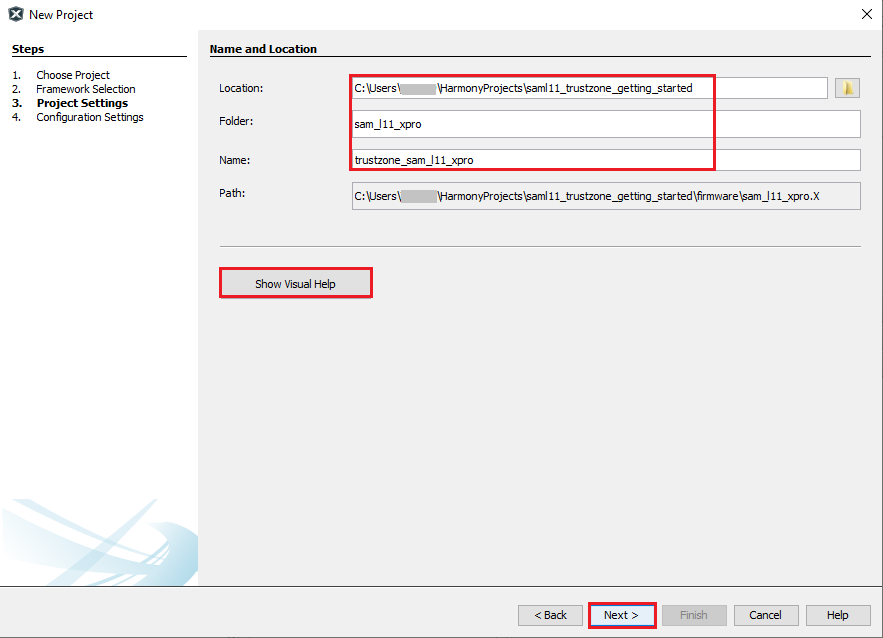 New Project
Steps
1. Choose Project
2. Framework Selection
3. Project Settings
4. Configuration Settings
Name and Location
Location: C:\Users\ \HarmonyProjects\saml11_trustzone_getting_started
Folder: sam_l11_xpro
Name: trustzone_sam_l11_xpro
Path: C:\Users\ \HarmonyProjects\saml11_trustzone_getting_started\firmware\sam_l11_xpro.X
Show Visual Help
< Back Next > Finish Cancel Help